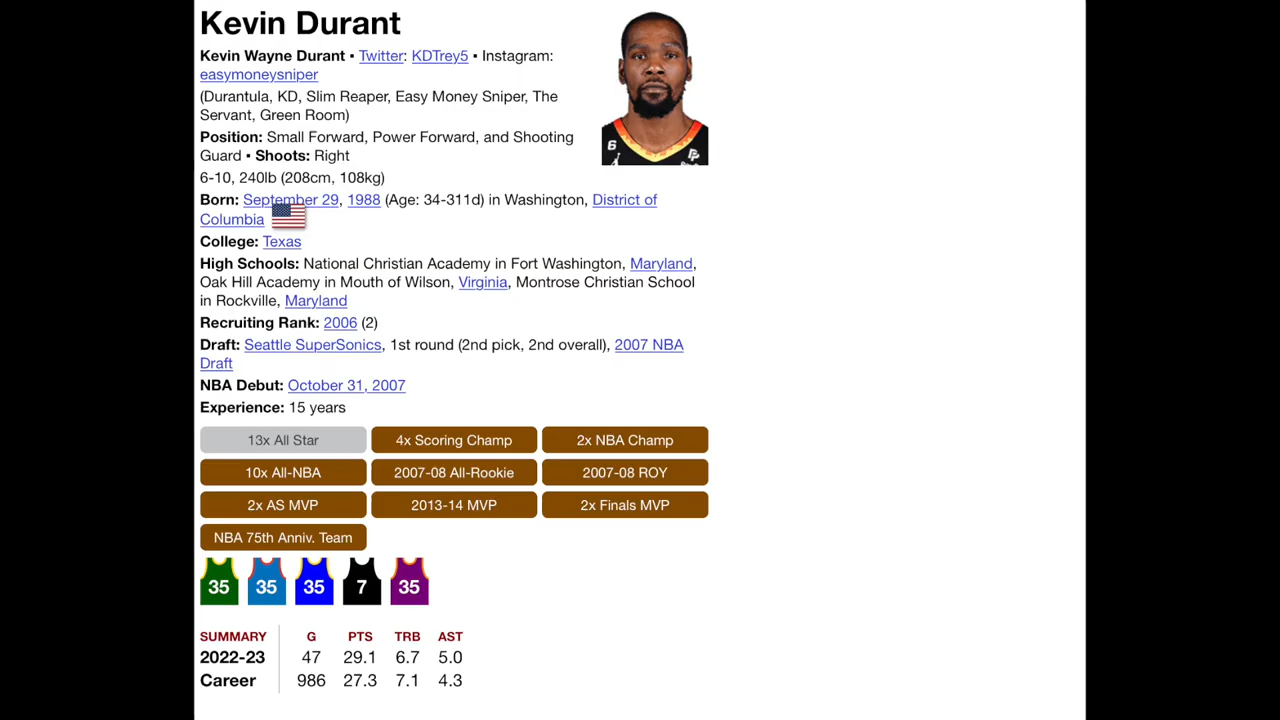 Kevin Durant
Kevin Wayne Durant ▪ Twitter: KDTrey5 ▪ Instagram:
easymoneysniper
(Durantula, KD, Slim Reaper, Easy Money Sniper, The
Servant, Green Room)
Position: Small Forward, Power Forward, and Shooting
Guard ▪ Shoots: Right
6-10, 240lb (208cm, 108kg)
Born: September 29, 1988 (Age: 34-311d) in Washington, District of
Columbia
College: Texas
High Schools: National Christian Academy in Fort Washington, Maryland,
Oak Hill Academy in Mouth of Wilson, Virginia, Montrose Christian School
in Rockville, Maryland
Recruiting Rank: 2006 (2)
Draft: Seattle SuperSonics, 1st round (2nd pick, 2nd overall), 2007 NBA
Draft
NBA Debut: October 31, 2007
Experience: 15 years
13x All Star 4x Scoring Champ 2x NBA Champ
10x All-NBA 2007-08 All-Rookie 2007-08 ROY
2x AS MVP 2013-14 MVP 2x Finals MVP
NBA 75th Anniv. Team
35 35 35 7 35
SUMMARY G PTS TRB AST
2022-23 47 29.1 6.7 5.0
Career 986 27.3 7.1 4.3
6